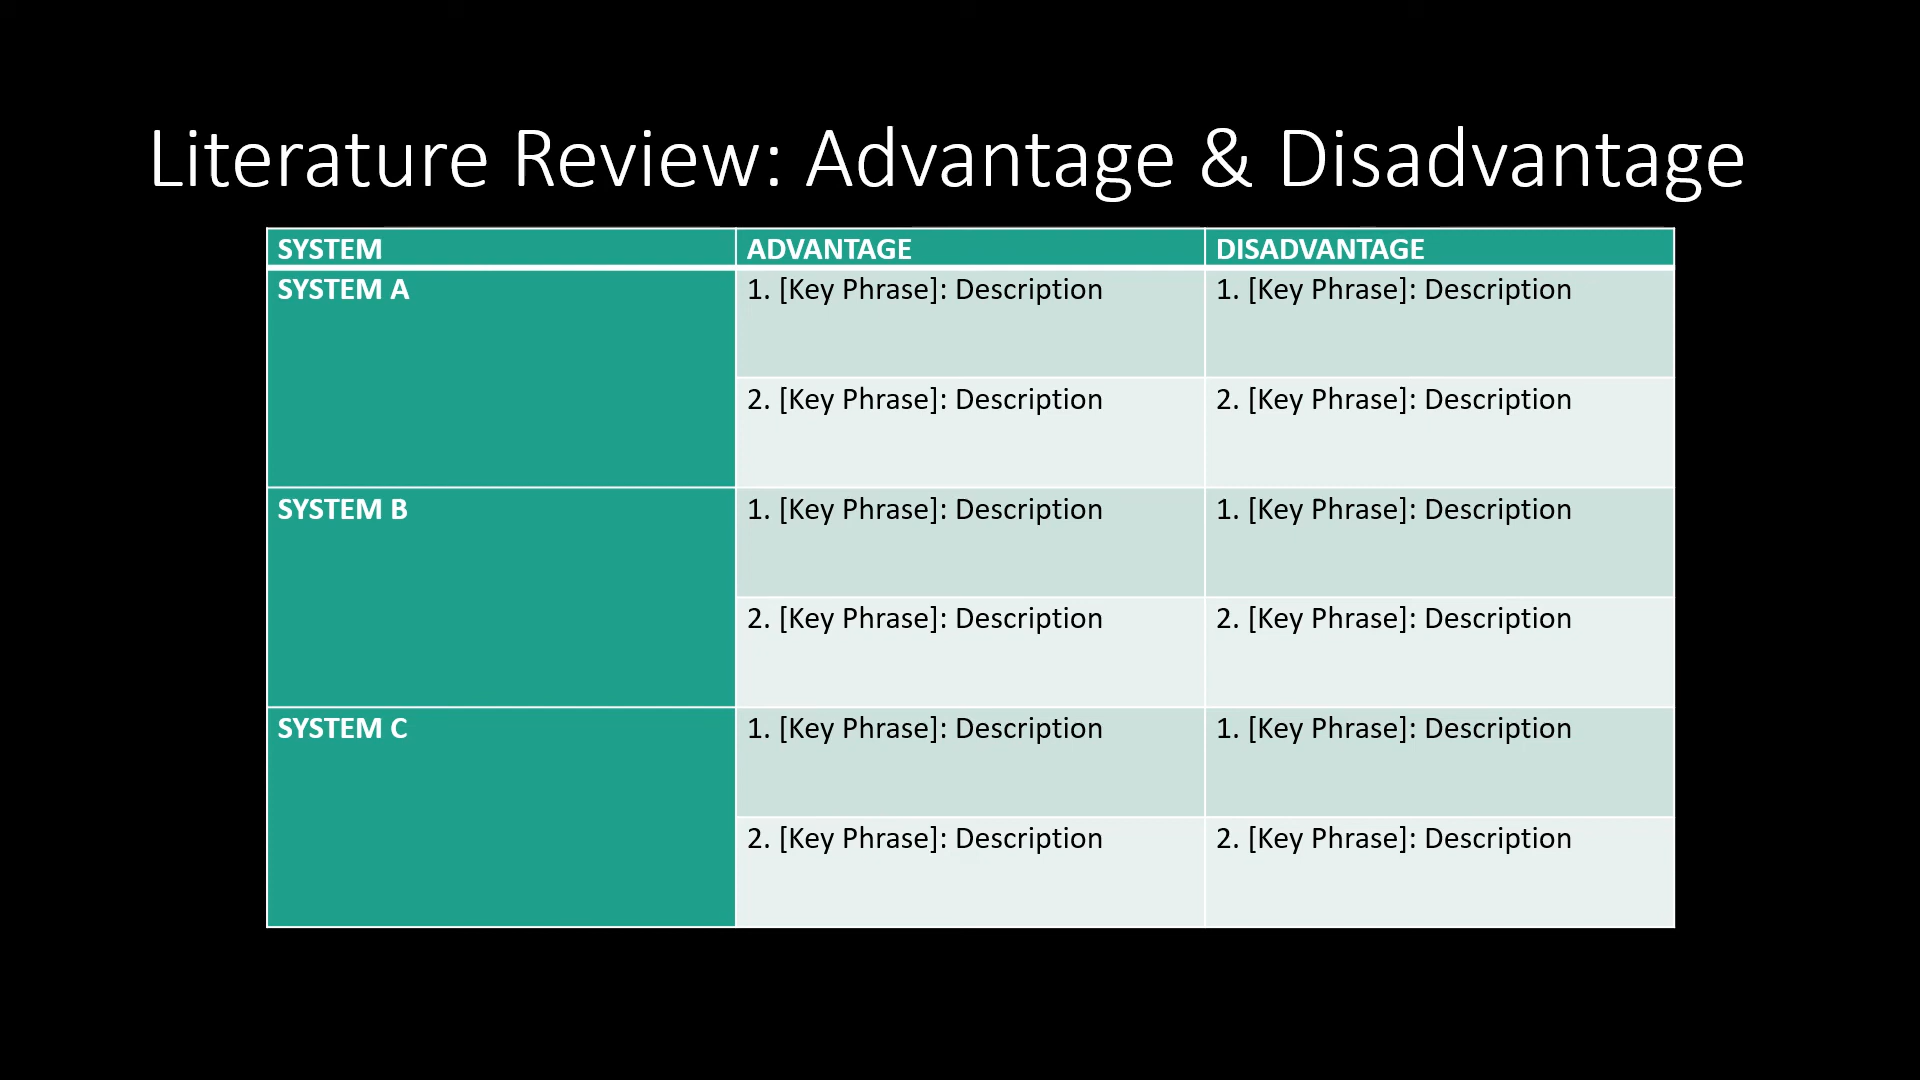 Literature Review: Advantage & Disadvantage
SYSTEM ADVANTAGE DISADVANTAGE
SYSTEM A 1. [Key Phrase]: Description 1. [Key Phrase]: Description
2. [Key Phrase]: Description 2. [Key Phrase]: Description
SYSTEM B 1. [Key Phrase]: Description 1. [Key Phrase]: Description
2. [Key Phrase]: Description 2. [Key Phrase]: Description
SYSTEM C 1. [Key Phrase]: Description 1. [Key Phrase]: Description
2. [Key Phrase]: Description 2. [Key Phrase]: Description